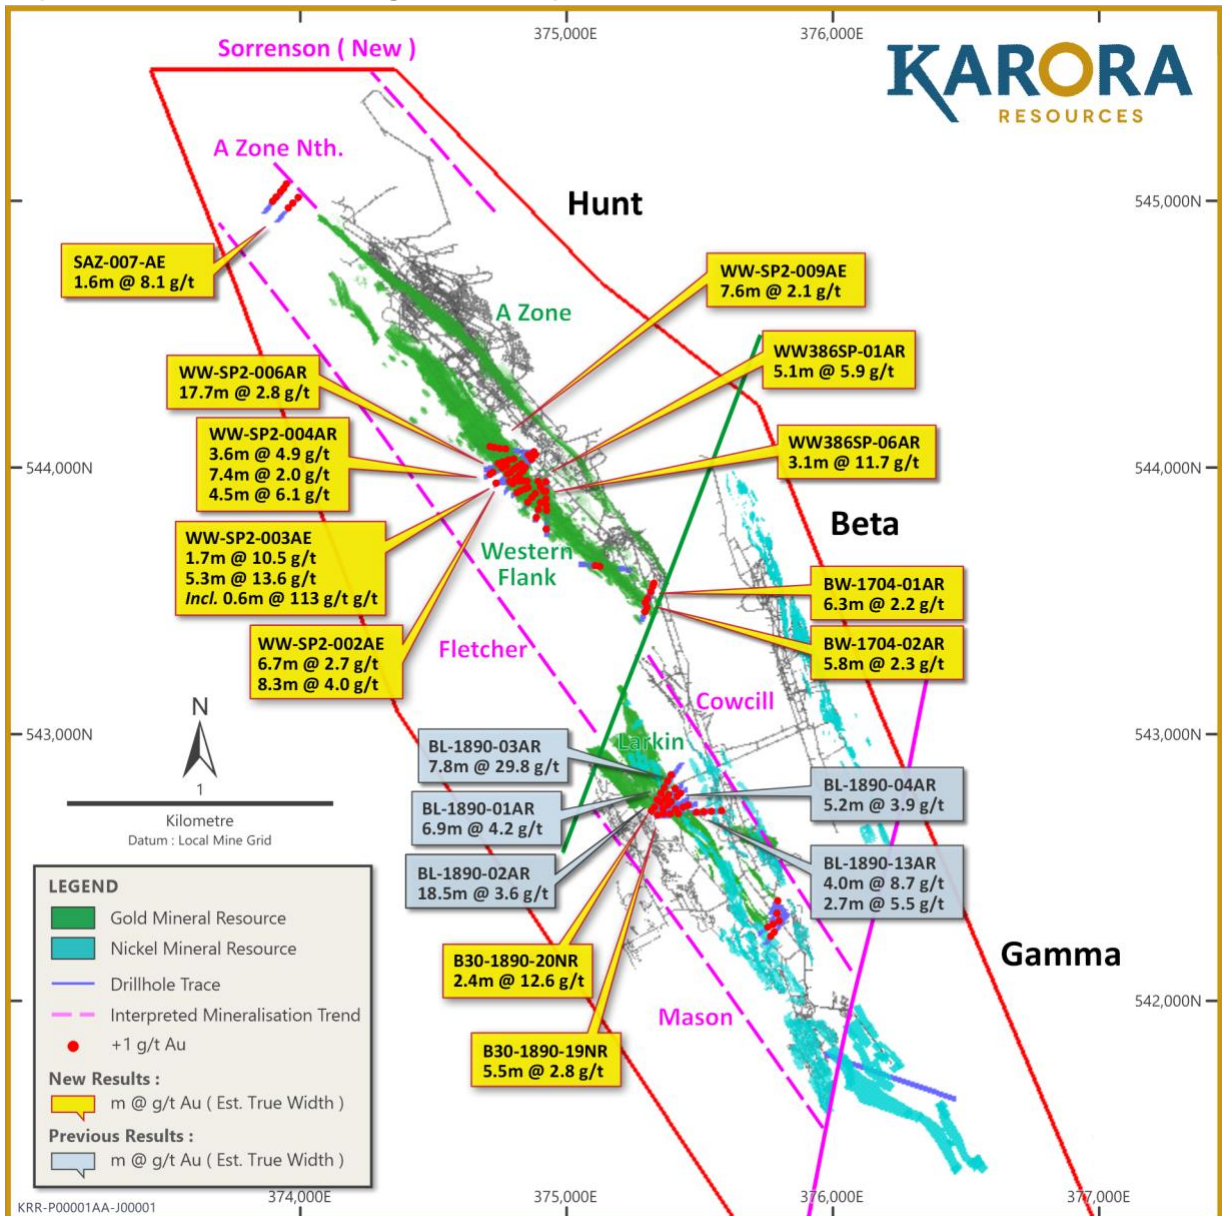 375,000E
376,000E
Sorrenson ( New )
KARORA
RESOURCES
A Zone Nth.
Hunt
545,000N
SAZ-007-AE
1.6m @ 8.1 g/t
WW-SP2-009AE
7.6m @ 2.1 g/t
A Zone
WW386SP-01AR
5.1m @ 5.9 g/t
WW-SP2-006AR
17.7m @ 2.8 g/t
WW-SP2-004AR
3.6m @ 4.9 g/t
7.4m @ 2.0 g/t
4.5m @ 6.1 g/t
WW386SP-06AR
3.1m @ 11.7 g/t
544,000N
544,000N
Beta
WW-SP2-003AE
1.7m @ 10.5 g/t
5.3m @ 13.6 g/t
Incl. 0.6m @ 113 g/t g/t
Western
Flank
BW-1704-01AR
6.3m @ 2.2 g/t
WW-SP2-002AE
6.7m @ 2.7 g/t
8.3m @ 4.0 g/t
Fletcher
BW-1704-02AR
5.8m @ 2.3 g/t
Cowcill
N
543,000N
543,000N
Larkin
BL-1890-03AR
7.8m @ 29.8 g/t
BL-1890-04AR
5.2m @ 3.9 g/t
1
Kilometre
Datum : Local Mine Grid
BL-1890-01AR
6.9m @ 4.2 g/t
BL-1890-02AR
18.5m @ 3.6 g/t
BL-1890-13AR
4.0m @ 8.7 g/t
2.7m @ 5.5 g/t
LEGEND
Gold Mineral Resource
Nickel Mineral Resource
Drillhole Trace
Interpreted Mineralisation Trend
+1 g/t Au
New Results :
m @ g/t Au ( Est. True Width )
Previous Results :
m @ g/t Au ( Est. True Width )
B30-1890-20NR
2.4m @ 12.6 g/t
Gamma
542,000N
Mason
B30-1890-19NR
5.5m @ 2.8 g/t
374,000E
375,000E
376,000E
377,000E
KRR-P00001AA-J00001